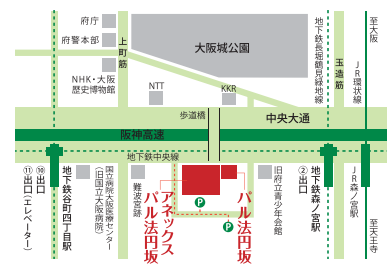 府庁
府警本部
上町筋
大阪城公園
地下鉄長堀鶴見緑地線
玉造筋
JR環状線
至大阪
NHK・大阪
歴史博物館
NTT
KKR
歩道橋
中央大通
阪神高速
地下鉄中央線
⑪出口(エレベーター)
⑩出口
地下鉄谷町四丁目駅
国立病院大阪医療センター
(旧国立大阪病院)
難波宮跡
アネックス
パル法円坂
P
P
パル法円坂
旧府立青少年会館
②出口
地下鉄森ノ宮駅
JR森ノ宮駅
至天王寺